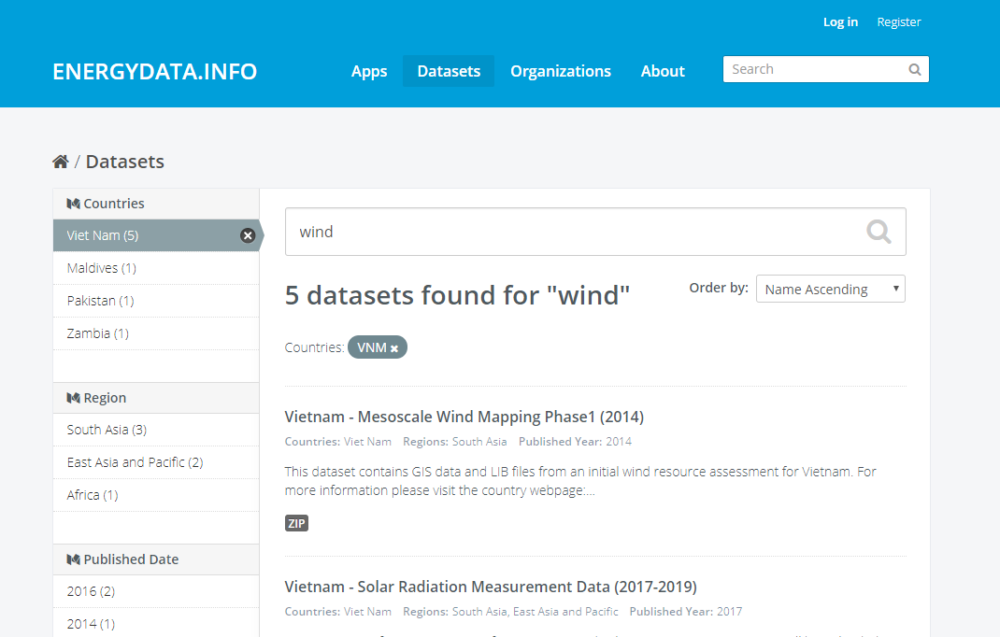 Log in Register
ENERGYDATA.INFO Apps Datasets Organizations About Search
/ Datasets
Countries
Viet Nam (5)
Maldives (1)
Pakistan (1)
Zambia (1)
Region
South Asia (3)
East Asia and Pacific (2)
Africa (1)
Published Date
2016 (2)
2014 (1)
wind
5 datasets found for "wind"
Order by: Name Ascending
Countries: VNM
Vietnam - Mesoscale Wind Mapping Phase1 (2014)
Countries: Viet Nam Regions: South Asia Published Year: 2014
This dataset contains GIS data and LIB files from an initial wind resource assessment for Vietnam. For
more information please visit the country webpage:...
ZIP
Vietnam - Solar Radiation Measurement Data (2017-2019)
Countries: Viet Nam Regions: South Asia, East Asia and Pacific Published Year: 2017